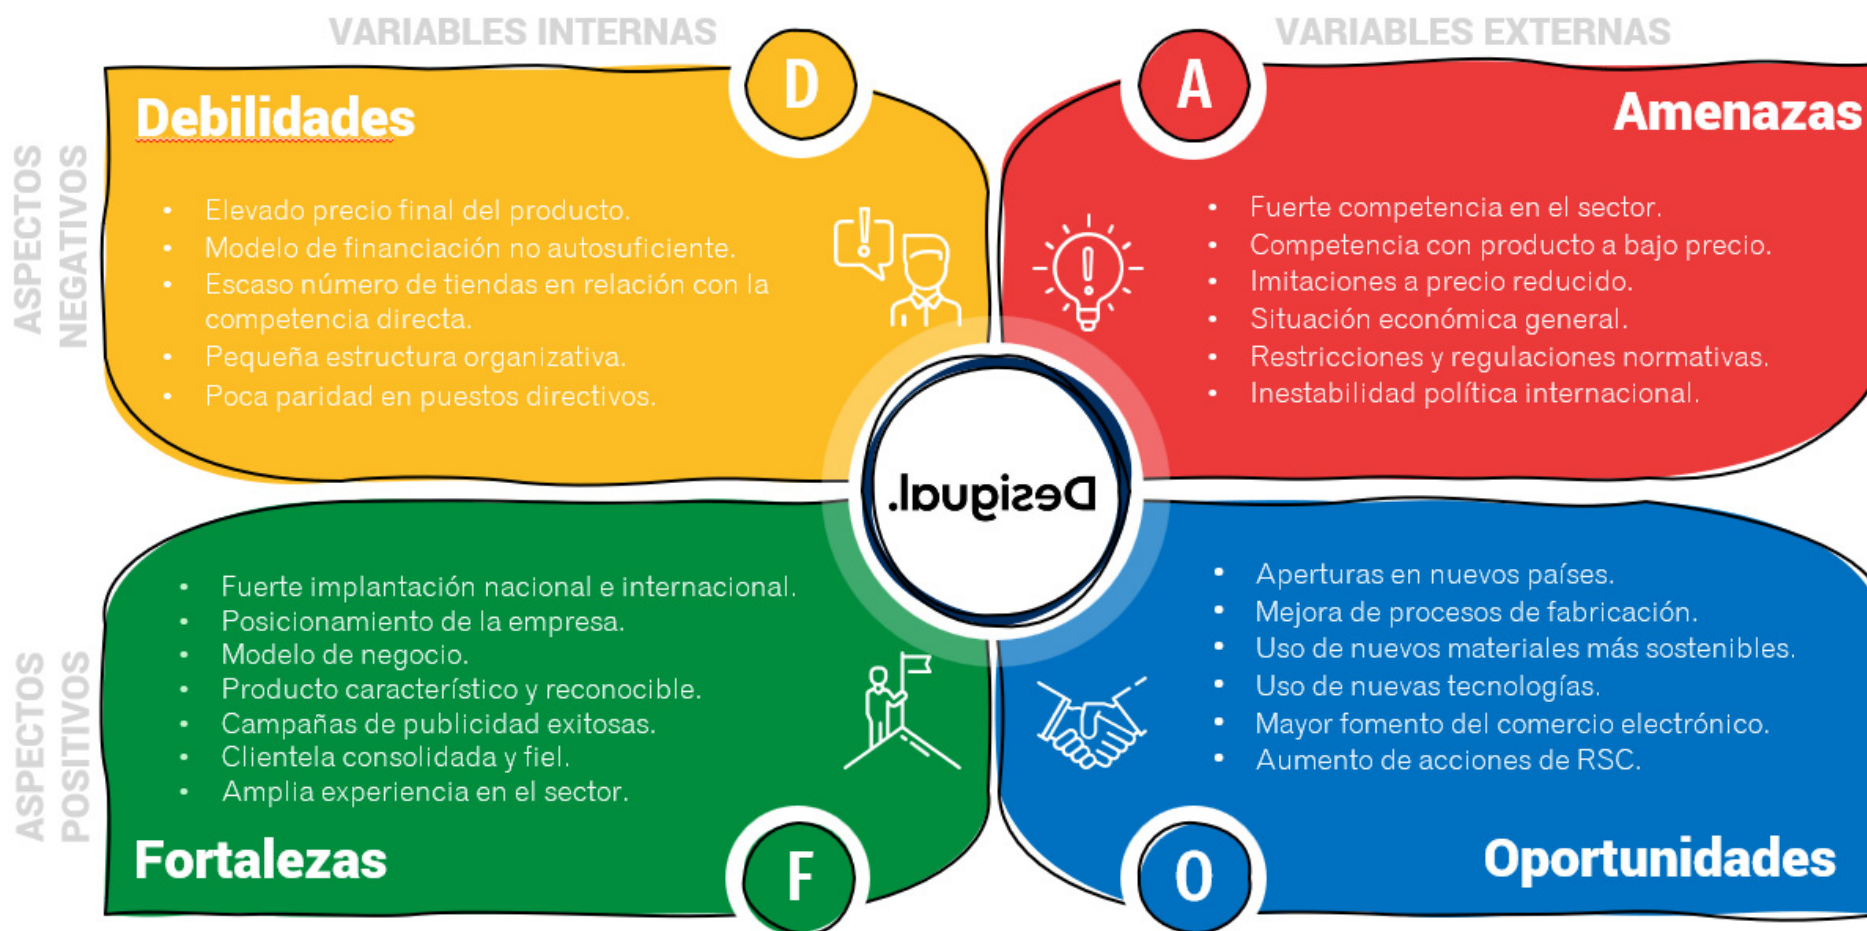 VARIABLES INTERNAS
VARIABLES EXTERNAS
ASPECTOS
NEGATIVOS
D
Debilidades
• Elevado precio final del producto.
• Modelo de financiación no autosuficiente.
• Escaso número de tiendas en relación con la
competencia directa.
• Pequeña estructura organizativa.
• Poca paridad en puestos directivos.
A
Amenazas
• Fuerte competencia en el sector.
• Competencia con producto a bajo precio.
• Imitaciones a precio reducido.
• Situación económica general.
• Restricciones y regulaciones normativas.
• Inestabilidad política internacional.
Desigual.
ASPECTOS
POSITIVOS
• Fuerte implantación nacional e internacional.
• Posicionamiento de la empresa.
• Modelo de negocio.
• Producto característico y reconocible.
• Campañas de publicidad exitosas.
• Clientela consolidada y fiel.
• Amplia experiencia en el sector.
Fortalezas
F
• Aperturas en nuevos países.
• Mejora de procesos de fabricación.
• Uso de nuevos materiales más sostenibles.
• Uso de nuevas tecnologías.
• Mayor fomento del comercio electrónico.
• Aumento de acciones de RSC.
O
Oportunidades